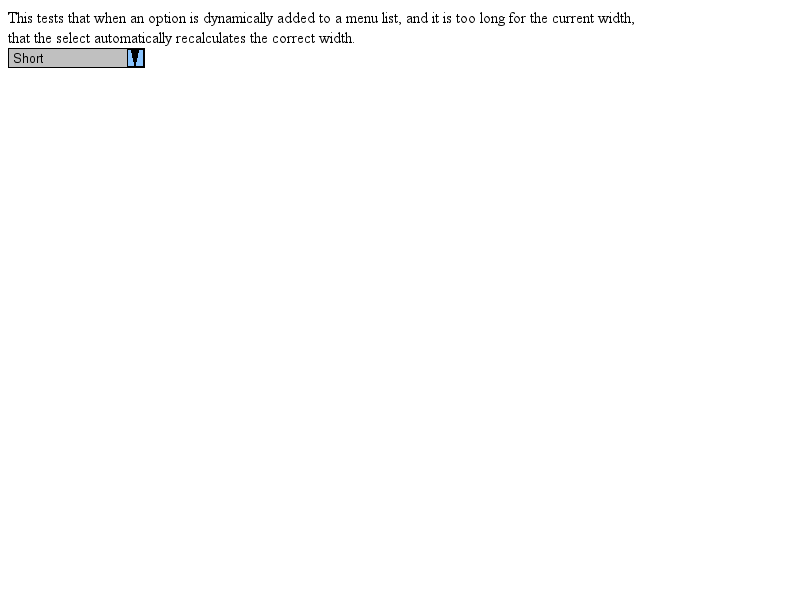 This tests that when an option is dynamically added to a menu list, and it is too long for the current width,
that the select automatically recalculates the correct width.
Short